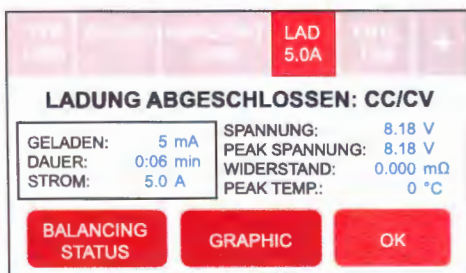 LAD
5.0A
LADUNG ABGESCHLOSSEN: CC/CV
GELADEN: 5 mA
DAUER: 0:06 min
STROM: 5.0 A
SPANNUNG: 8.18 V
PEAK SPANNUNG: 8.18 V
WIDERSTAND: 0.000 mΩ
PEAK TEMP.: 0 °C
BALANCING
STATUS
GRAPHIC
OK